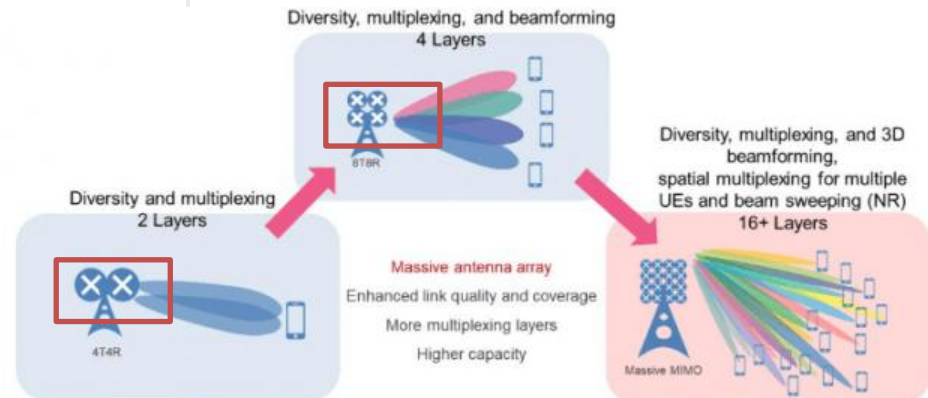 Diversity, multiplexing, and beamforming
4 Layers
8T8R
Diversity and multiplexing
2 Layers
4T4R
Massive antenna array
Enhanced link quality and coverage
More multiplexing layers
Higher capacity
Diversity, multiplexing, and 3D
beamforming,
spatial multiplexing for multiple
UEs and beam sweeping (NR)
16+ Layers
Massive MIMO